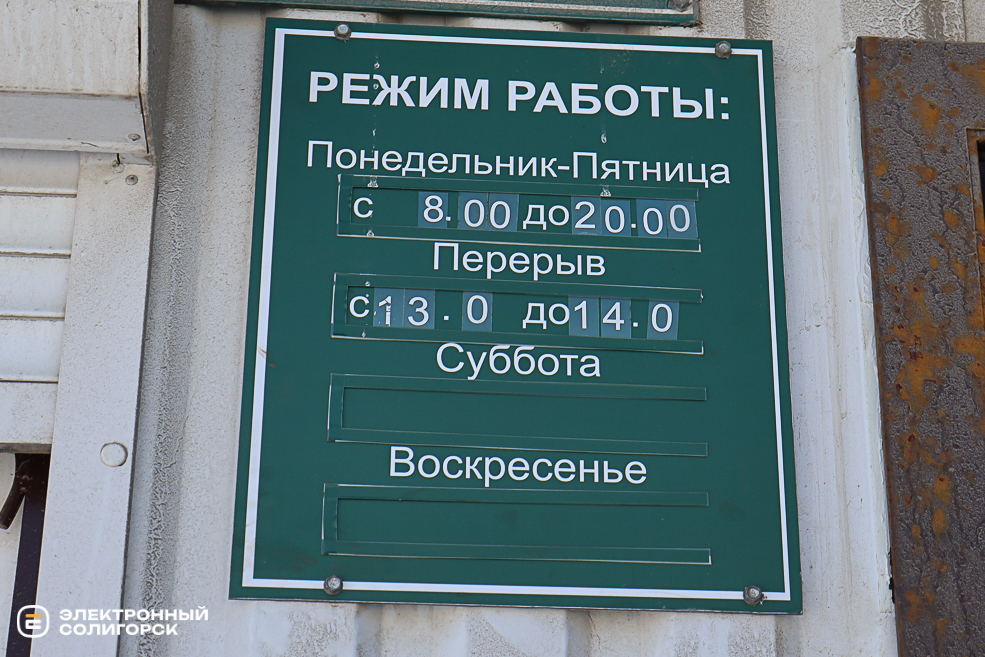 РЕЖИМ РАБОТЫ:
Понедельник-Пятница
с 8.00 до 20.00
Перерыв
с 13.0 до 14.0
Суббота
Воскресенье
ЭЛЕКТРОННЫЙ
СОЛИГОРСК